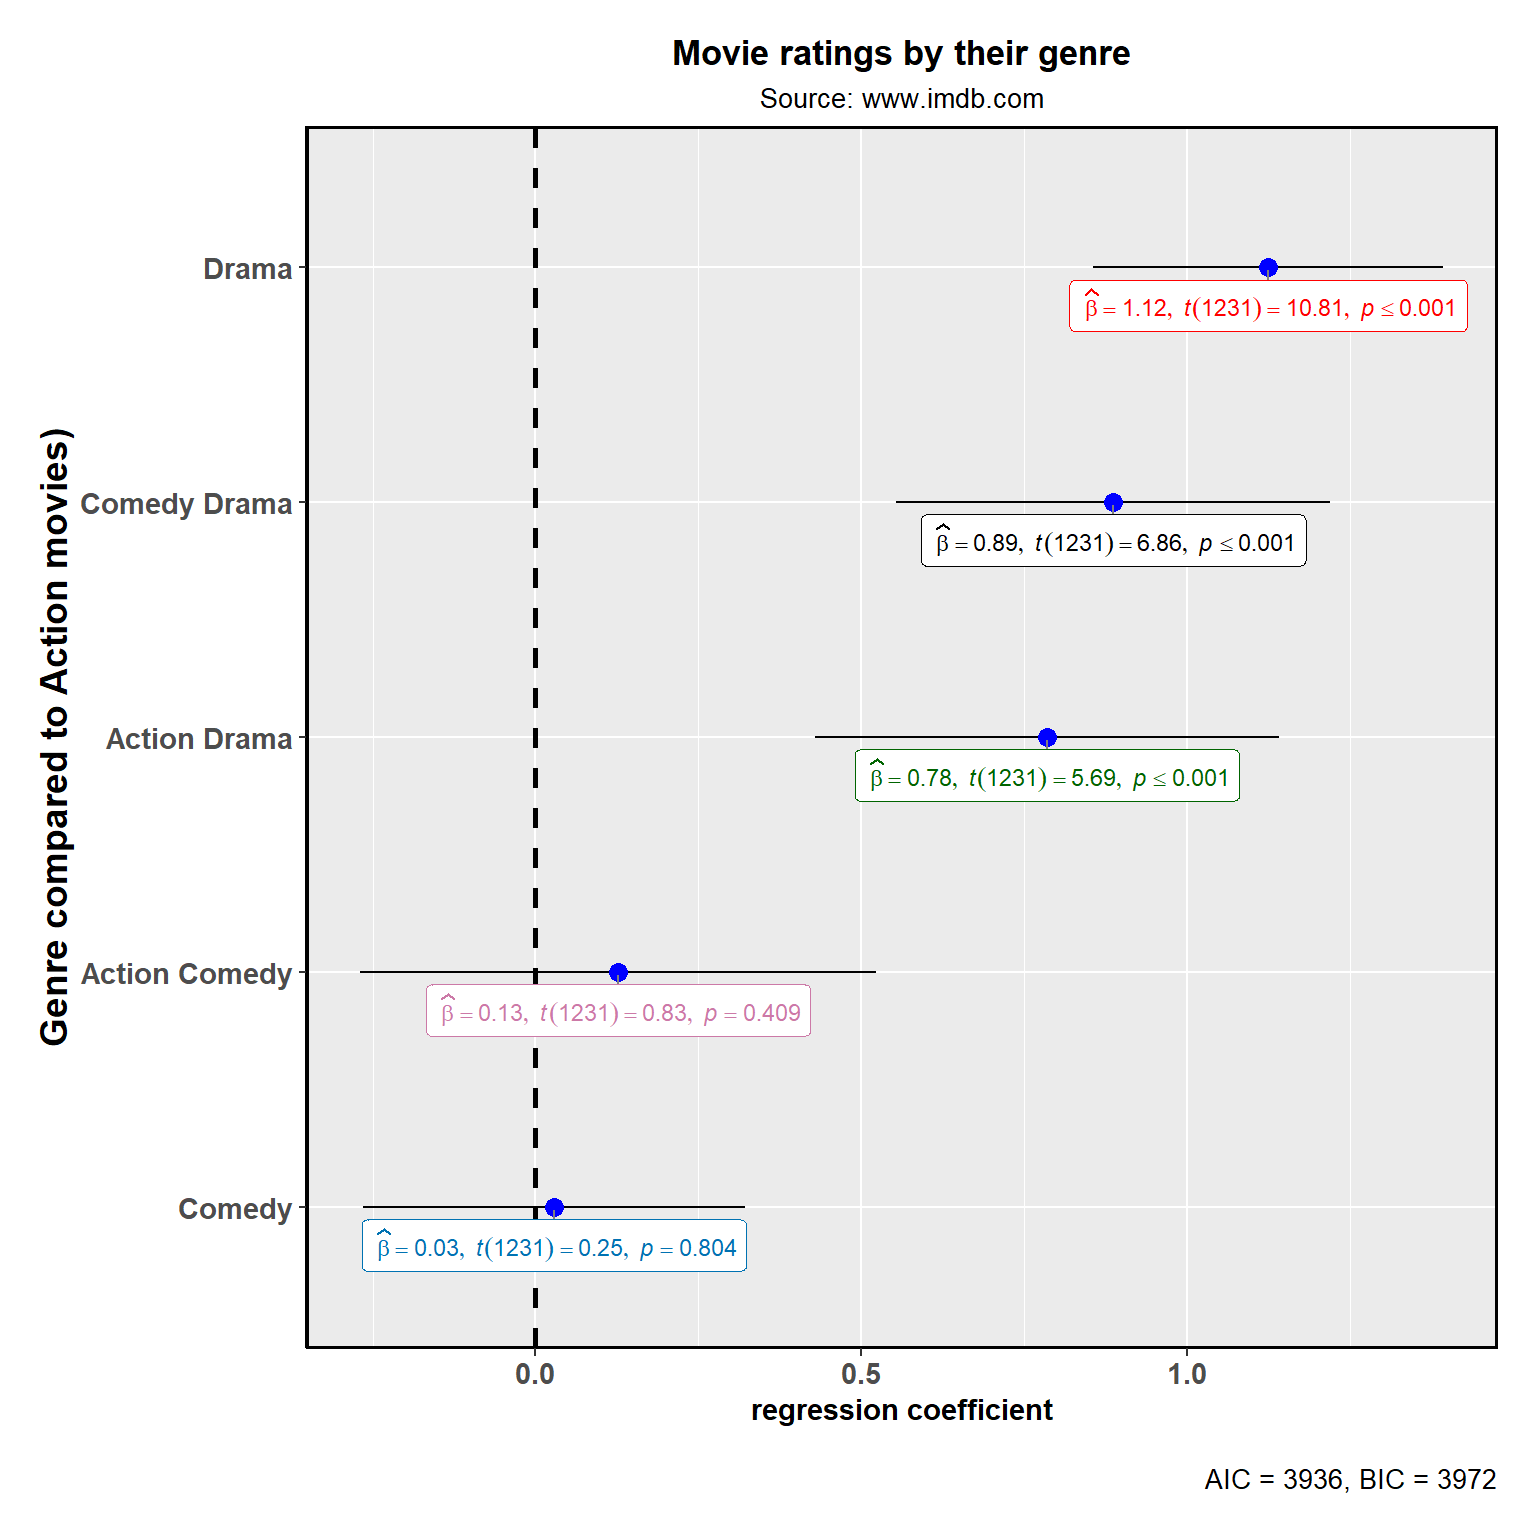 Movie ratings by their genre
Source: www.imdb.com
Genre compared to Action movies)
Drama
β̂ = 1.12, t(1231) = 10.81, p ≤ 0.001
Comedy Drama
β̂ = 0.89, t(1231) = 6.86, p ≤ 0.001
Action Drama
β̂ = 0.78, t(1231) = 5.69, p ≤ 0.001
Action Comedy
β̂ = 0.13, t(1231) = 0.83, p = 0.409
Comedy
β̂ = 0.03, t(1231) = 0.25, p = 0.804
0.0 0.5 1.0
regression coefficient
AIC = 3936, BIC = 3972